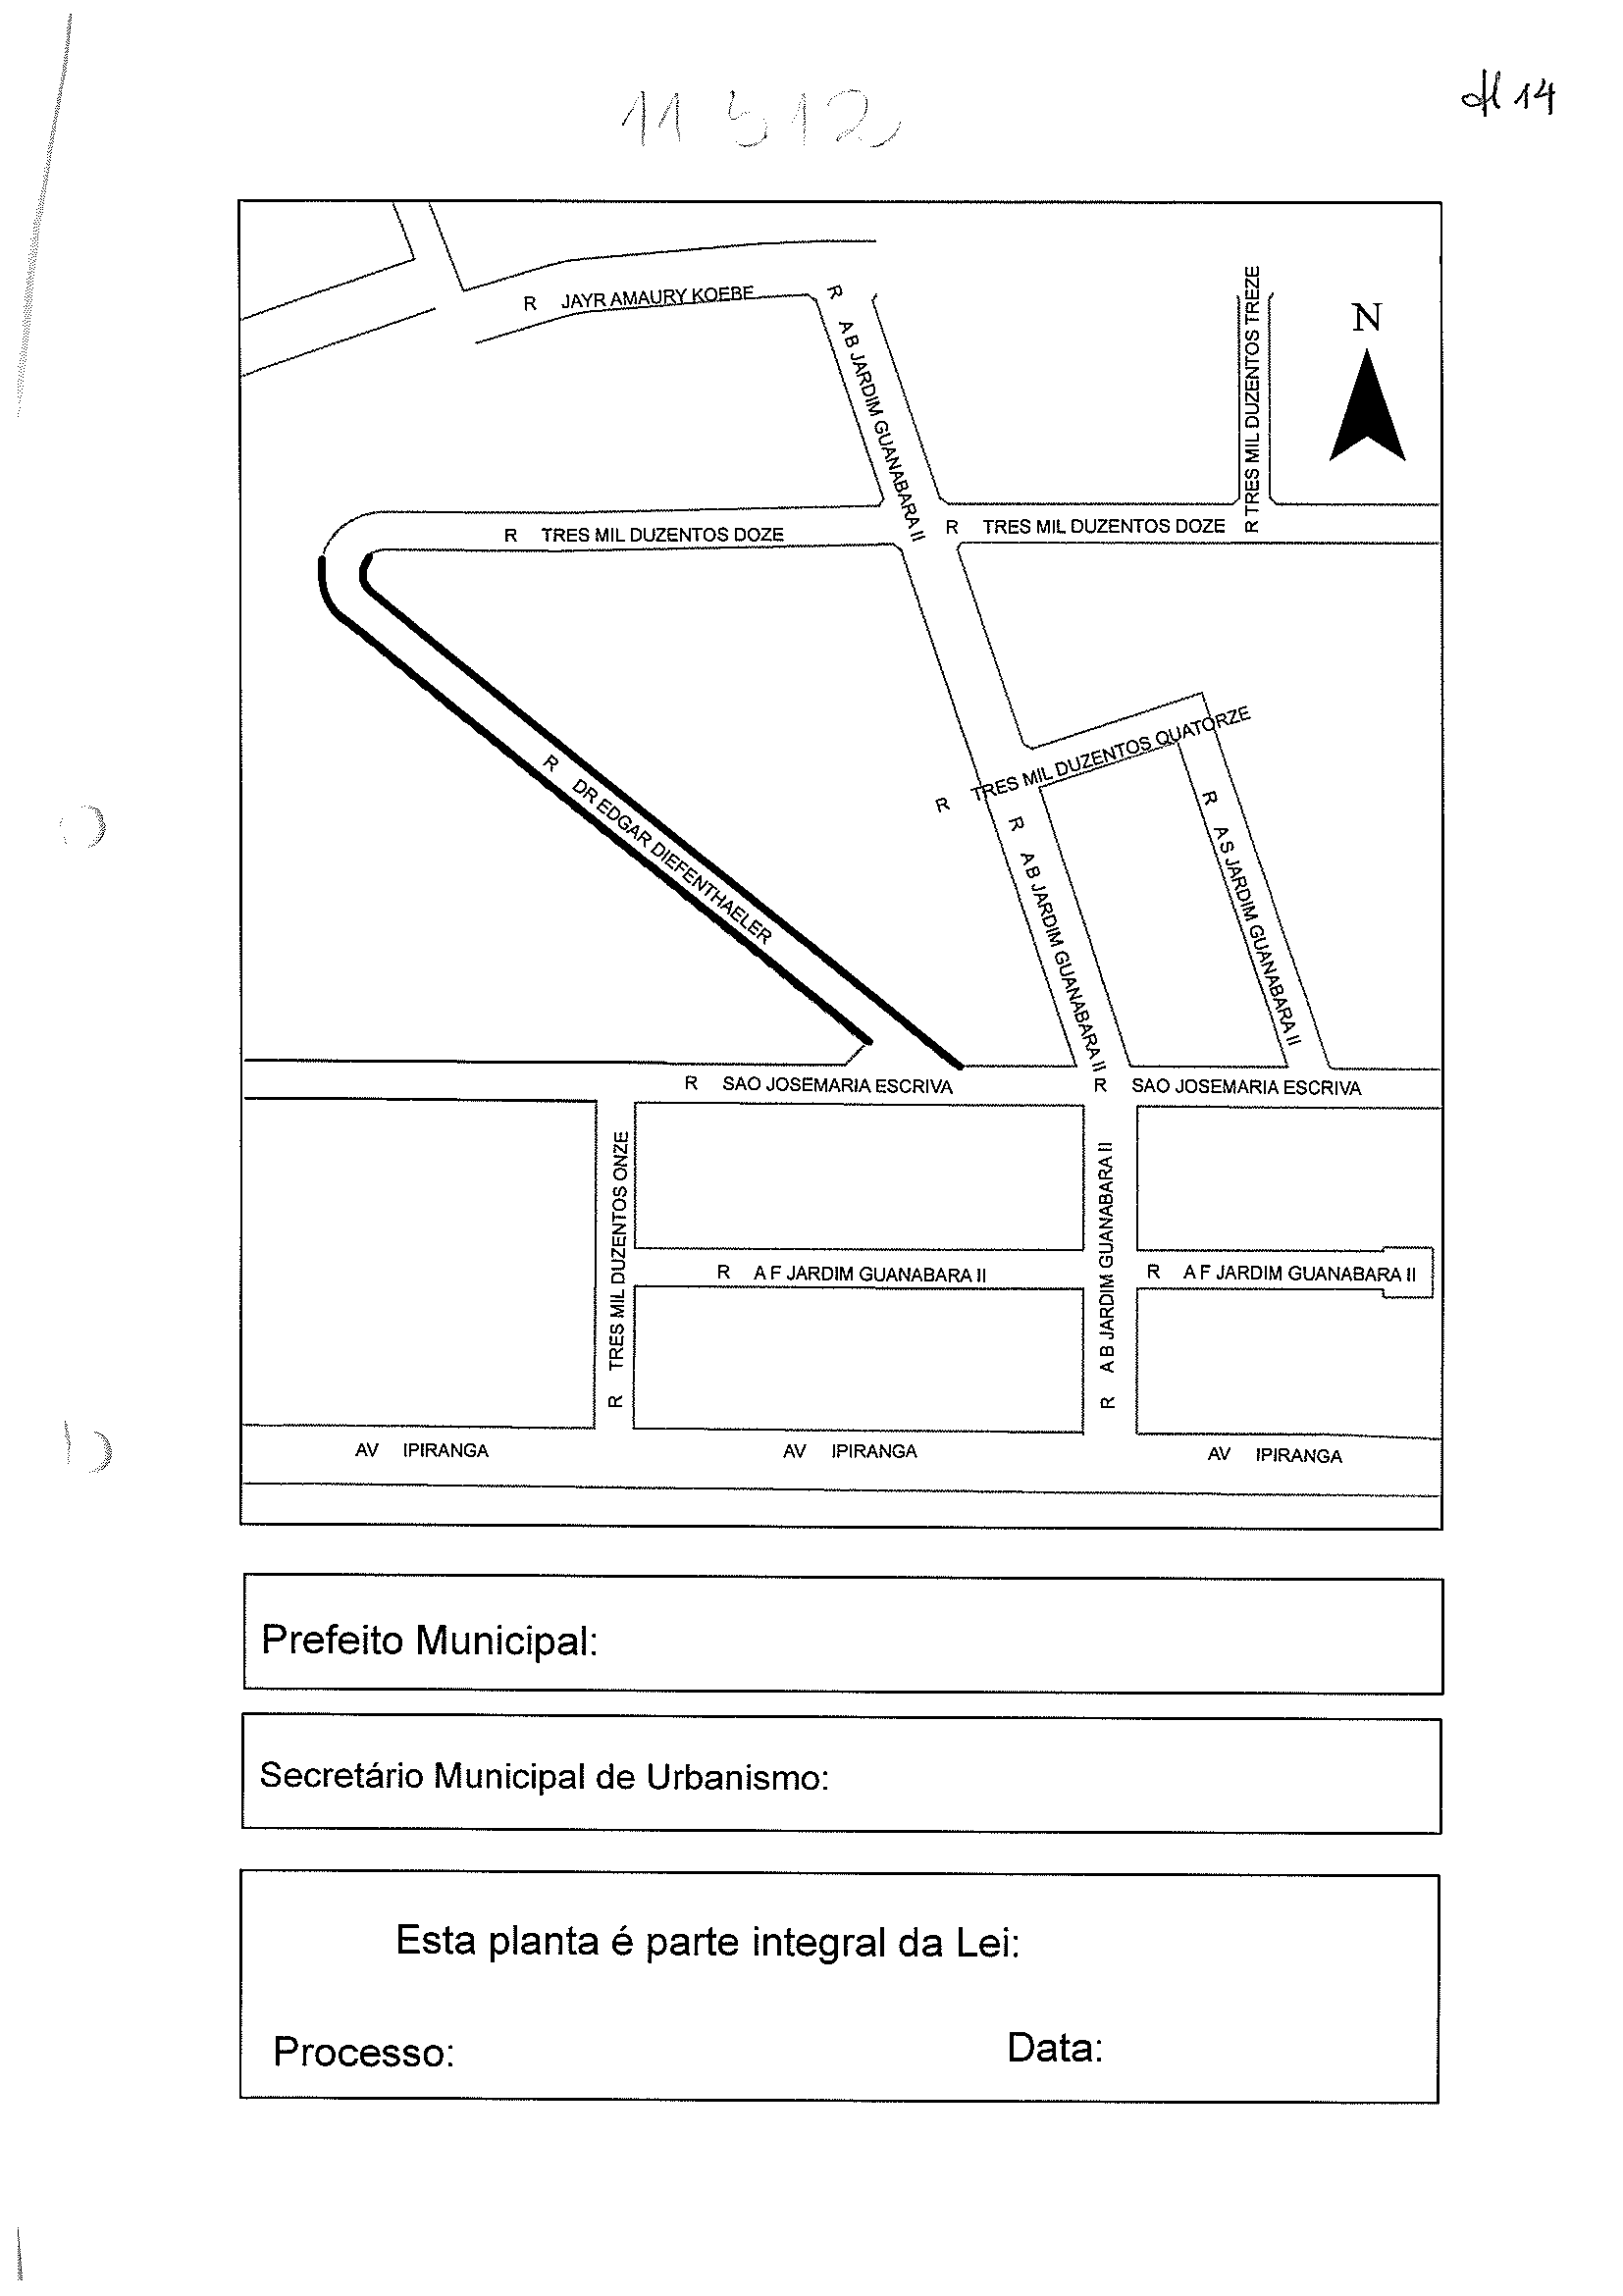 11 512
14
R JAYR AMAURY KOEBE
R A B JARDIM GUANABARA II
R TRES MIL DUZENTOS TREZE
N
R TRES MIL DUZENTOS DOZE
R TRES MIL DUZENTOS DOZE
R TRES MIL DUZENTOS QUATORZE
R DR EDGAR DIEFENTHAELER
R A B JARDIM GUANABARA II
R A S JARDIM GUANABARA II
R SAO JOSEMARIA ESCRIVA
R SAO JOSEMARIA ESCRIVA
R TRES MIL DUZENTOS ONZE
R A B JARDIM GUANABARA II
R A F JARDIM GUANABARA II
R A F JARDIM GUANABARA II
AV IPIRANGA
AV IPIRANGA
AV IPIRANGA
Prefeito Municipal:
Secretário Municipal de Urbanismo:
Esta planta é parte integral da Lei:
Processo:
Data: